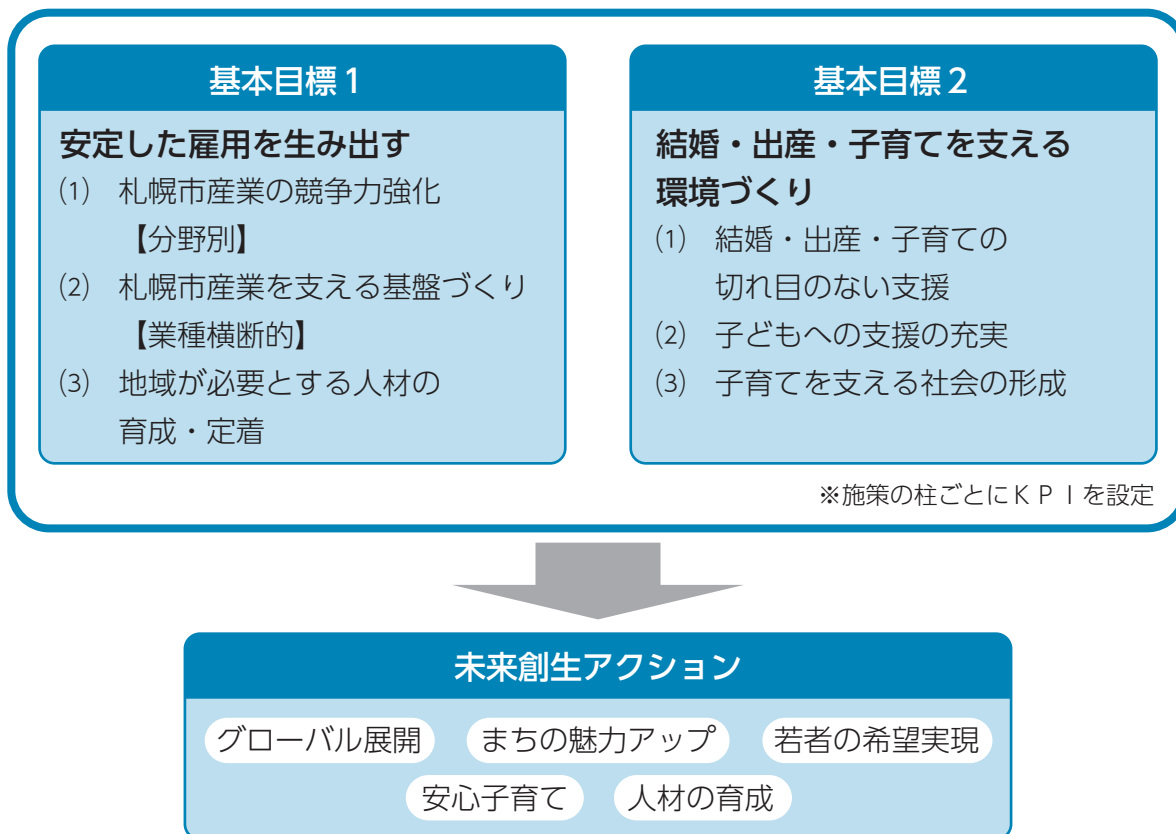 基本目標1
安定した雇用を生み出す
⑴ 札幌市産業の競争力強化
【分野別】
⑵ 札幌市産業を支える基盤づくり
【業種横断的】
⑶ 地域が必要とする人材の
育成・定着
基本目標2
結婚・出産・子育てを支える
環境づくり
⑴ 結婚・出産・子育ての
切れ目のない支援
⑵ 子どもへの支援の充実
⑶ 子育てを支える社会の形成
※施策の柱ごとにＫＰＩを設定
未来創生アクション
グローバル展開 まちの魅力アップ 若者の希望実現
安心子育て 人材の育成